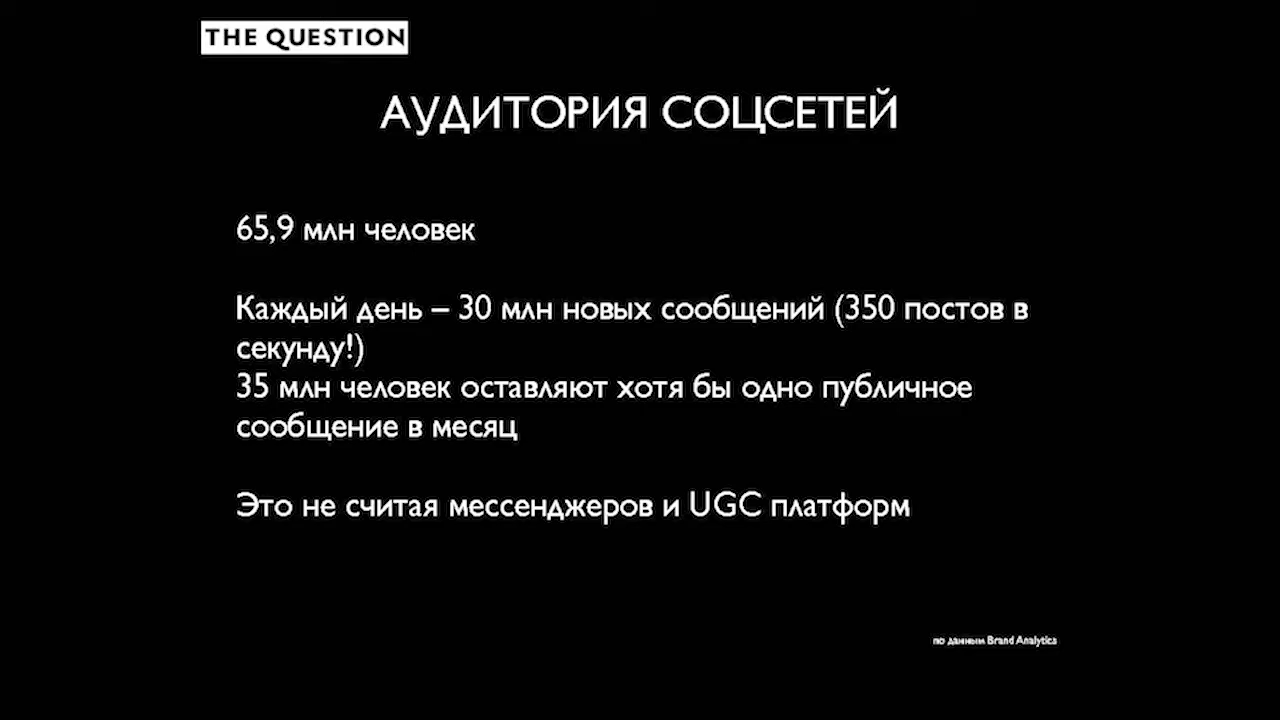 THE QUESTION
АУДИТОРИЯ СОЦСЕТЕЙ
65,9 млн человек
Каждый день – 30 млн новых сообщений (350 постов в
секунду!)
35 млн человек оставляют хотя бы одно публичное
сообщение в месяц
Это не считая мессенджеров и UGC платформ
по данным Brand Analytics